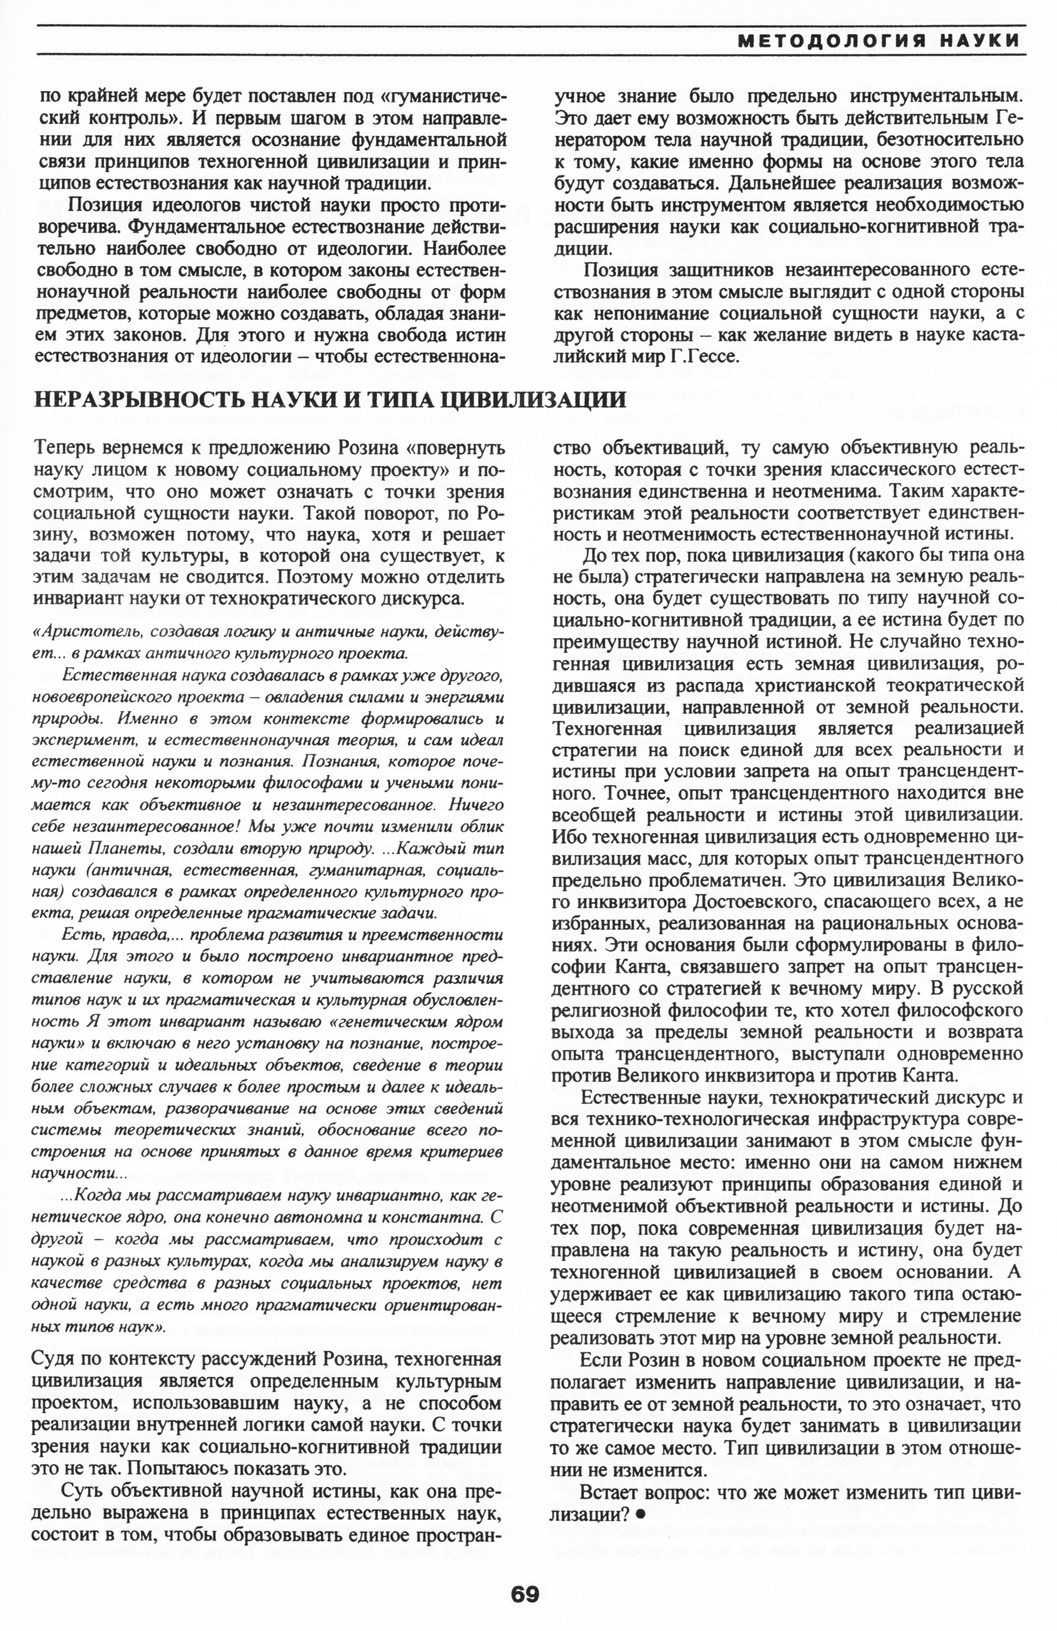 МЕТОДОЛОГИЯ НАУКИ
по крайней мере будет поставлен под «гуманистиче-
ский контроль». И первым шагом в этом направле-
нии для них является осознание фундаментальной
связи принципов техногенной цивилизации и прин-
ципов естествознания как научной традиции.
Позиция идеологов чистой науки просто проти-
воречива. Фундаментальное естествознание действи-
тельно наиболее свободно от идеологии. Наиболее
свободно в том смысле, в котором законы естествен-
нонаучной реальности наиболее свободны от форм
предметов, которые можно создавать, обладая знани-
ем этих законов. Для этого и нужна свобода истин
естествознания от идеологии – чтобы естественнона-
учное знание было предельно инструментальным.
Это дает ему возможность быть действительным Ге-
нератором тела научной традиции, безотносительно
к тому, какие именно формы на основе этого тела
будут создаваться. Дальнейшее реализация возмож-
ности быть инструментом является необходимостью
расширения науки как социально-когнитивной тра-
диции.
Позиция защитников незаинтересованного есте-
ствознания в этом смысле выглядит с одной стороны
как непонимание социальной сущности науки, а с
другой стороны – как желание видеть в науке каста-
лийский мир Г.Гессе.
НЕРАЗРЫВНОСТЬ НАУКИ И ТИПА ЦИВИЛИЗАЦИИ
Теперь вернемся к предложению Розина «повернуть
науку лицом к новому социальному проекту» и по-
смотрим, что оно может означать с точки зрения
социальной сущности науки. Такой поворот, по Ро-
зину, возможен потому, что наука, хотя и решает
задачи той культуры, в которой она существует, к
этим задачам не сводится. Поэтому можно отделить
инвариант науки от технократического дискурса.
«Аристотель, создавая логику и античные науки, действу-
ет... в рамках античного культурного проекта.
Естественная наука создавалась в рамках уже другого,
новоевропейского проекта – овладения силами и энергиями
природы. Именно в этом контексте формировались и
эксперимент, и естественнонаучная теория, и сам идеал
естественной науки и познания. Познания, которое поче-
му-то сегодня некоторыми философами и учеными пони-
мается как объективное и незаинтересованное. Ничего
себе незаинтересованное! Мы уже почти изменили облик
нашей Планеты, создали вторую природу. ...Каждый тип
науки (античная, естественная, гуманитарная, социаль-
ная) создавался в рамках определенного культурного про-
екта, решая определенные прагматические задачи.
Есть, правда,... проблема развития и преемственности
науки. Для этого и было построено инвариантное пред-
ставление науки, в котором не учитываются различия
типов наук и их прагматическая и культурная обусловлен-
ность Я этот инвариант называю «генетическим ядром
науки» и включаю в него установку на познание, построе-
ние категорий и идеальных объектов, сведение в теории
более сложных случаев к более простым и далее к идеаль-
ным объектам, разворачивание на основе этих сведений
системы теоретических знаний, обоснование всего по-
строения на основе принятых в данное время критериев
научности...
...Когда мы рассматриваем науку инвариантно, как ге-
нетическое ядро, она конечно автономна и константна. С
другой – когда мы рассматриваем, что происходит с
наукой в разных культурах, когда мы анализируем науку в
качестве средства в разных социальных проектов, нет
одной науки, а есть много прагматически ориентирован-
ных типов наук».
Судя по контексту рассуждений Розина, техногенная
цивилизация является определенным культурным
проектом, использовавшим науку, а не способом
реализации внутренней логики самой науки. С точки
зрения науки как социально-когнитивной традиции
это не так. Попытаюсь показать это.
Суть объективной научной истины, как она пре-
дельно выражена в принципах естественных наук,
состоит в том, чтобы образовывать единое простран-
ство объективаций, ту самую объективную реаль-
ность, которая с точки зрения классического естест-
вознания единственна и неотменима. Таким характе-
ристикам этой реальности соответствует единствен-
ность и неотменимость естественнонаучной истины.
До тех пор, пока цивилизация (какого бы типа она
не была) стратегически направлена на земную реаль-
ность, она будет существовать по типу научной со-
циально-когнитивной традиции, а ее истина будет по
преимуществу научной истиной. Не случайно техно-
генная цивилизация есть земная цивилизация, ро-
дившаяся из распада христианской теократической
цивилизации, направленной от земной реальности.
Техногенная цивилизация является реализацией
стратегии на поиск единой для всех реальности и
истины при условии запрета на опыт трансцендент-
ного. Точнее, опыт трансцендентного находится вне
всеобщей реальности и истины этой цивилизации.
Ибо техногенная цивилизация есть одновременно ци-
вилизация масс, для которых опыт трансцендентного
предельно проблематичен. Это цивилизация Велико-
го инквизитора Достоевского, спасающего всех, а не
избранных, реализованная на рациональных основа-
ниях. Эти основания были сформулированы в фило-
софии Канта, связавшего запрет на опыт трансцен-
дентного со стратегией к вечному миру. В русской
религиозной философии те, кто хотел философского
выхода за пределы земной реальности и возврата
опыта трансцендентного, выступали одновременно
против Великого инквизитора и против Канта.
Естественные науки, технократический дискурс и
вся технико-технологическая инфраструктура совре-
менной цивилизации занимают в этом смысле фун-
даментальное место: именно они на самом нижнем
уровне реализуют принципы образования единой и
неотменимой объективной реальности и истины. До
тех пор, пока современная цивилизация будет на-
правлена на такую реальность и истину, она будет
техногенной цивилизацией в своем основании. А
удерживает ее как цивилизацию такого типа остаю-
щееся стремление к вечному миру и стремление
реализовать этот мир на уровне земной реальности.
Если Розин в новом социальном проекте не пред-
полагает изменить направление цивилизации, и на-
править ее от земной реальности, то это означает, что
стратегически наука будет занимать в цивилизации
то же самое место. Тип цивилизации в этом отноше-
нии не изменится.
Встает вопрос: что же может изменить тип циви-
лизации? •
69